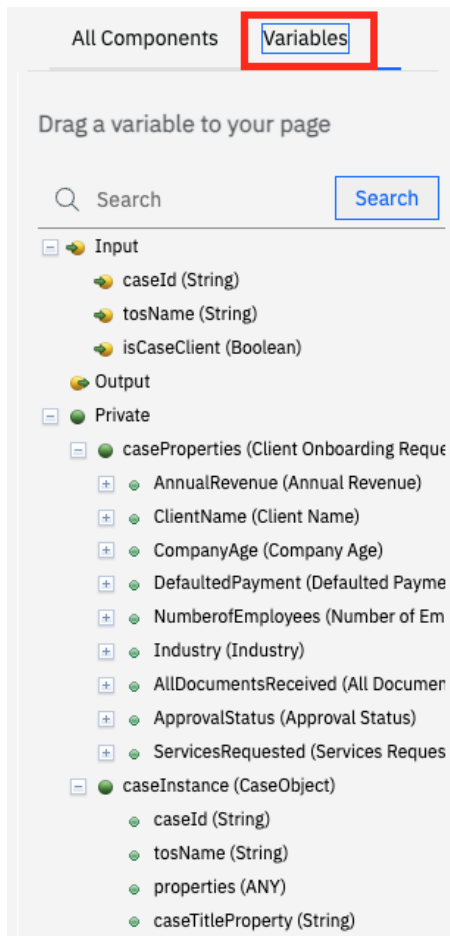 All Components Variables
Drag a variable to your page
Search Search
Input
caseId (String)
tosName (String)
isCaseClient (Boolean)
Output
Private
caseProperties (Client Onboarding Reque
AnnualRevenue (Annual Revenue)
ClientName (Client Name)
CompanyAge (Company Age)
DefaultedPayment (Defaulted Payme
NumberofEmployees (Number of Em
Industry (Industry)
AllDocumentsReceived (All Documen
ApprovalStatus (Approval Status)
ServicesRequested (Services Reques
caseInstance (CaseObject)
caseId (String)
tosName (String)
properties (ANY)
caseTitleProperty (String)